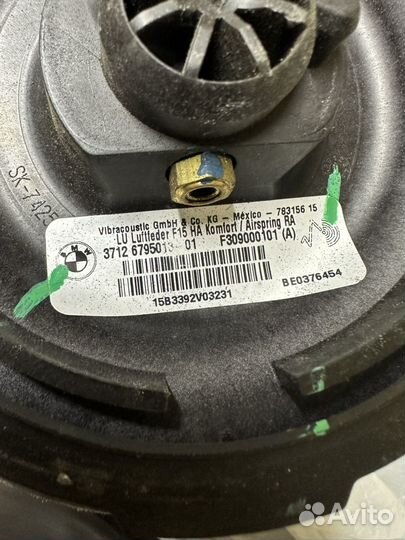 SK-7425
Vibracoustic GmbH & Co. KG - México - 783156 15
LU Luftfeder F15 HA Komfort / Airspring RA
BMW
3712 6795013 01 F309000101 (A)
BE0376454
15B3392V03231
Avito